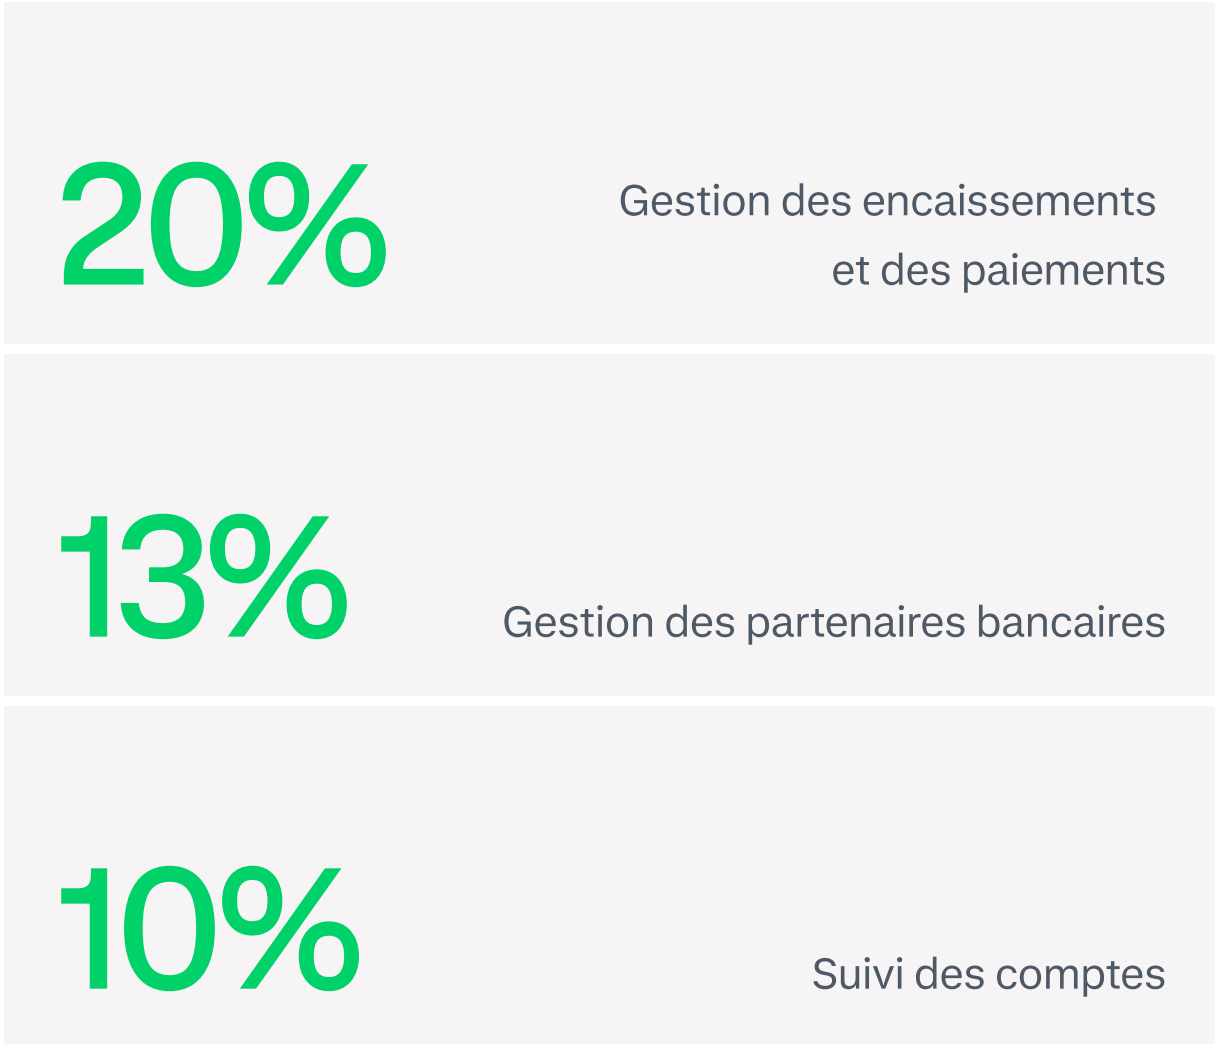 20%
Gestion des encaissements
et des paiements
13%
Gestion des partenaires bancaires
10%
Suivi des comptes